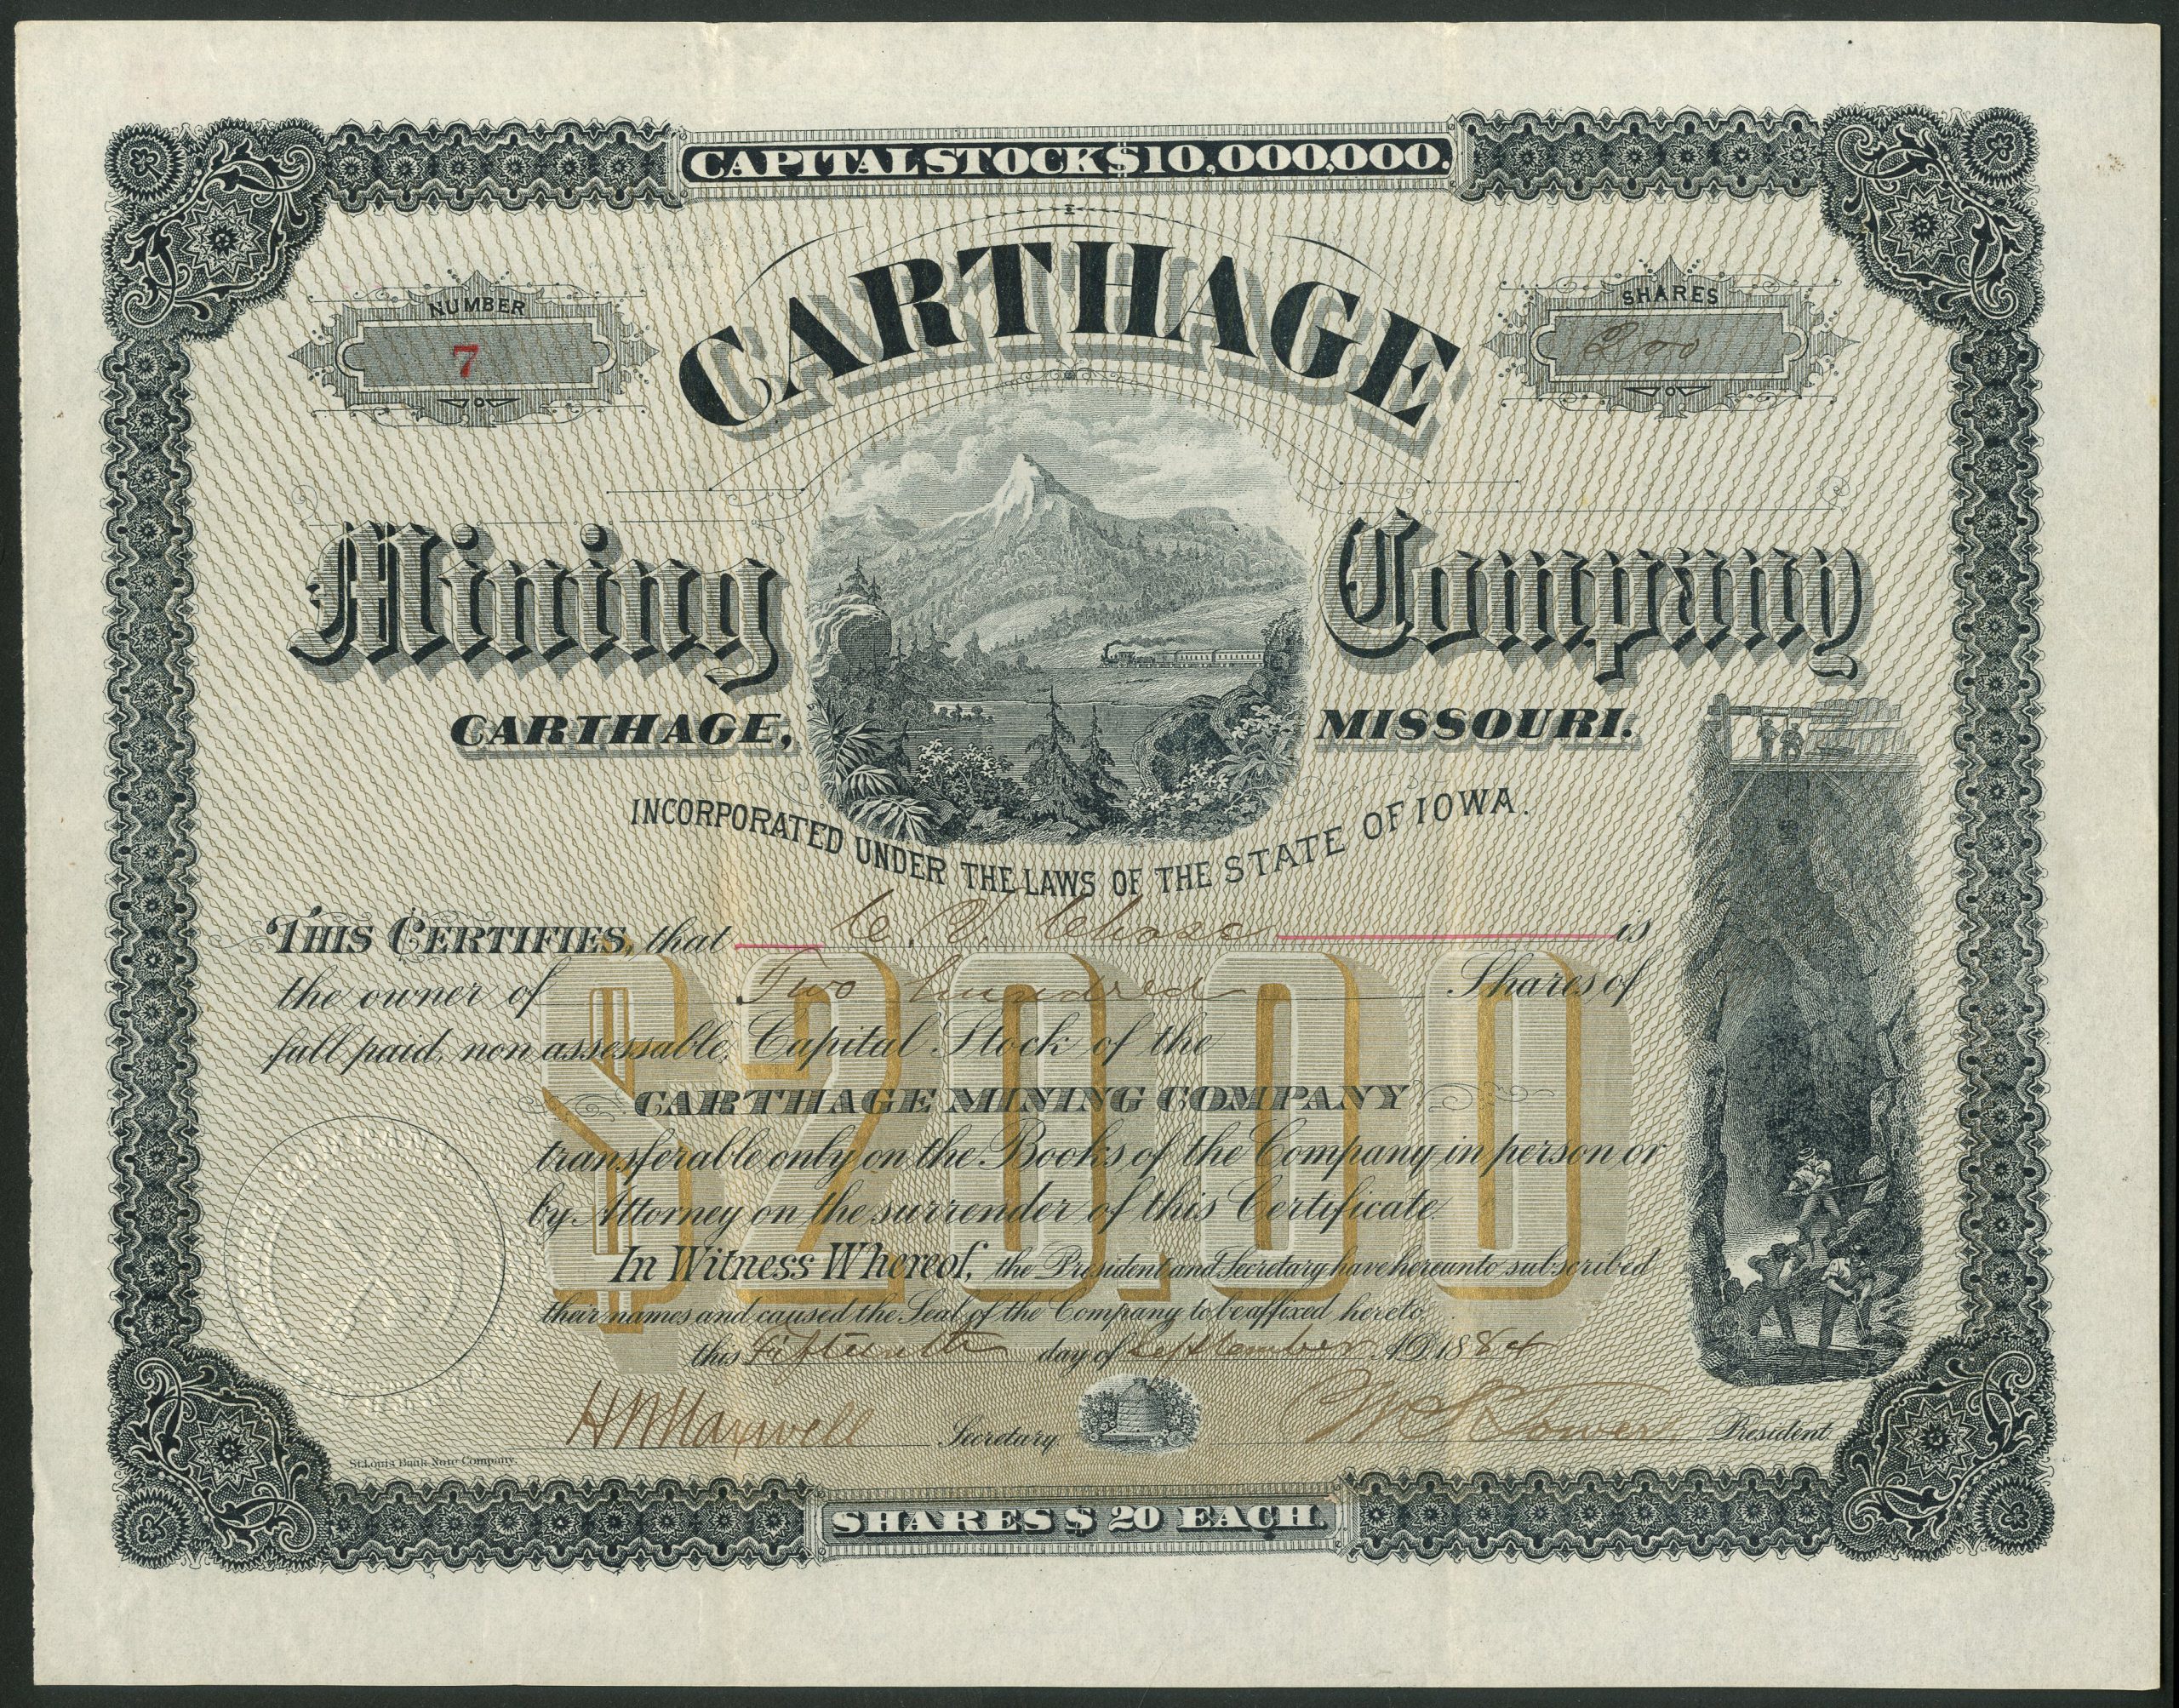 CAPITAL STOCK $10,000,000.
NUMBER
7
CARTHAGE
SHARES
200
Mining Company
CARTHAGE, MISSOURI.
INCORPORATED UNDER THE LAWS OF THE STATE OF IOWA.
THIS CERTIFIES, that C. V. Chase is
the owner of Two hundred Shares of
full paid, non assessable, Capital Stock of the
CARTHAGE MINING COMPANY
$20.00
transferable only on the Books of the Company in person or
by Attorney on the surrender of this Certificate.
In Witness Whereof, the President and Secretary have hereunto subscribed
their names and caused the Seal of the Company to be affixed hereto,
this Fifteenth day of September A.D. 1884
H N Maxwell Secretary Tower President
St. Louis Bank Note Company.
SHARES $20 EACH.